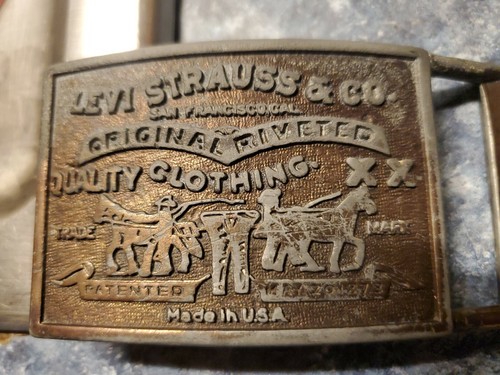 LEVI STRAUSS & CO.
SAN FRANCISCO.CAL.
ORIGINAL RIVETED
QUALITY CLOTHING.
XX
TRADE MARK
PATENTED
Made in U.S.A.